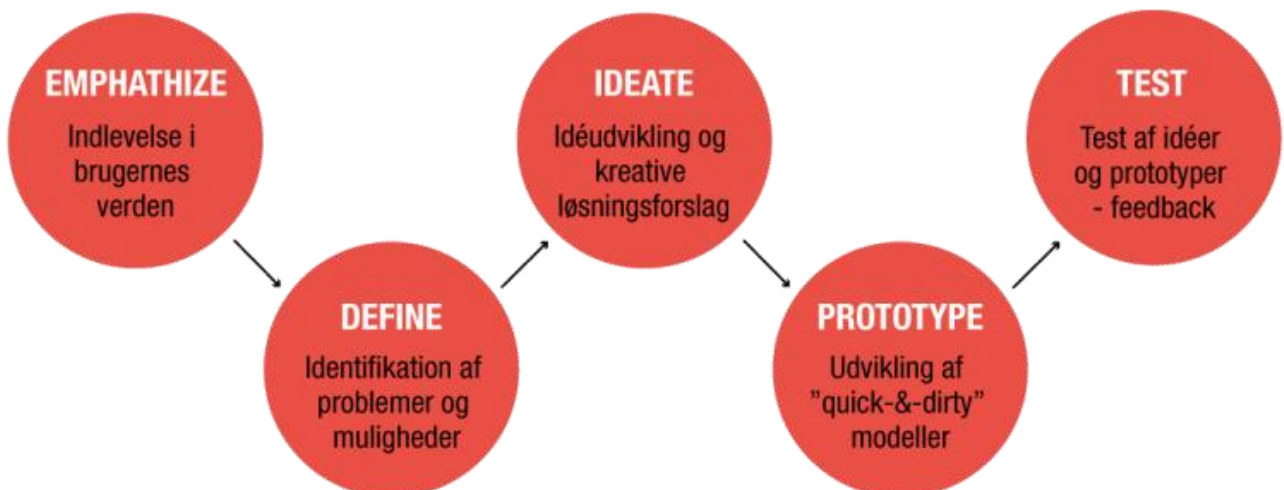 EMPHATHIZE
Indlevelse i
brugernes
verden
DEFINE
Identifikation af
problemer og
muligheder
IDEATE
Idéudvikling og
kreative
løsningsforslag
PROTOTYPE
Udvikling af
”quick-&-dirty”
modeller
TEST
Test af idéer
og prototyper
- feedback